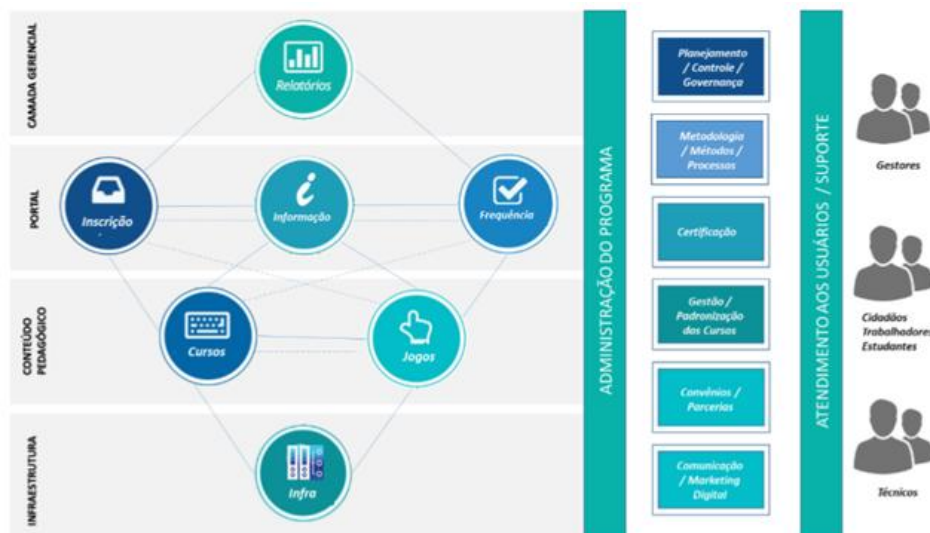 CAMADA GERENCIAL
Relatórios
PORTAL
Inscrição
Informação
Frequência
CONTEÚDO
PEDAGÓGICO
Cursos
Jogos
INFRAESTRUTURA
Infra
ADMINISTRAÇÃO DO PROGRAMA
Planejamento
/ Controle /
Governança
Metodologia
/ Métodos /
Processos
Certificação
Gestão /
Padronização
dos Cursos
Convênios /
Parcerias
Comunicação
/ Marketing
Digital
ATENDIMENTO AOS USUÁRIOS / SUPORTE
Gestores
Cidadãos
Trabalhadores
Estudantes
Técnicos